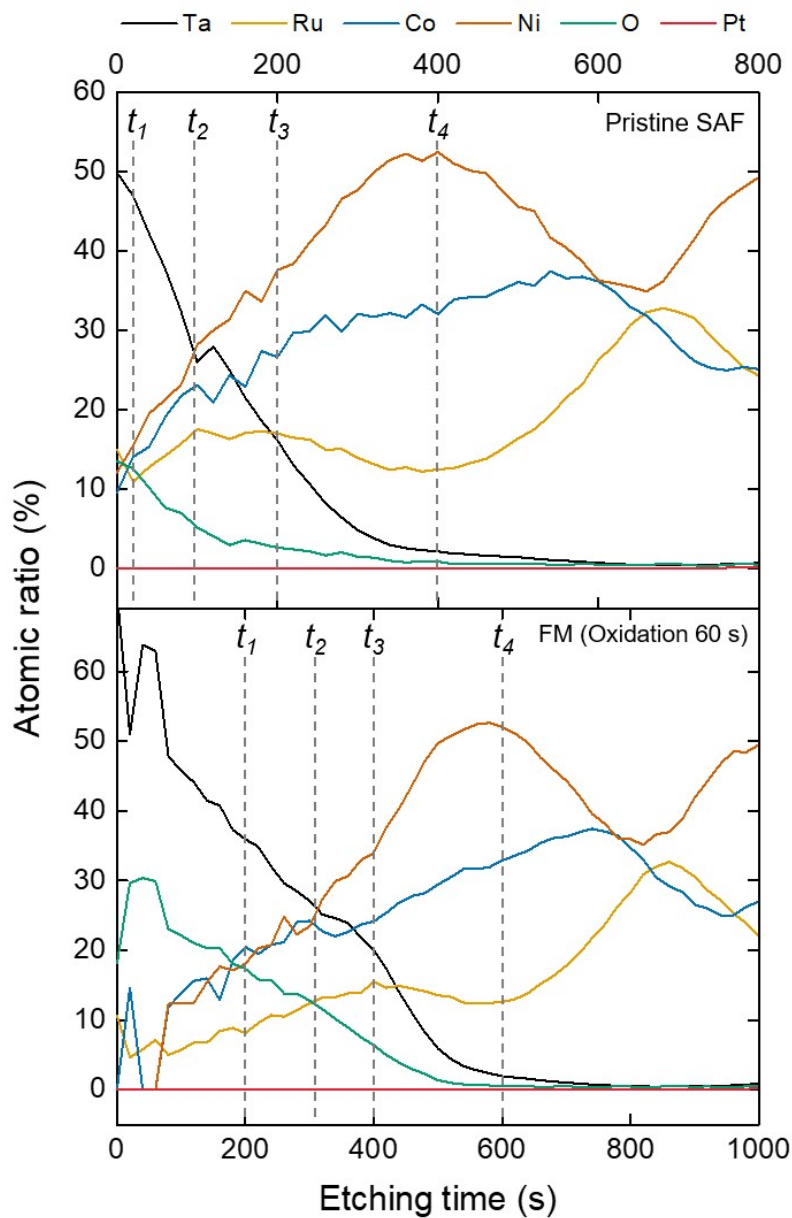 Ta Ru Co Ni O Pt
0 200 400 600 800
60
50
40
30
20
10
0
t1 t2 t3 t4 Pristine SAF
60
50
40
30
20
10
0
t1 t2 t3 t4 FM (Oxidation 60 s)
0 200 400 600 800 1000
Atomic ratio (%)
Etching time (s)